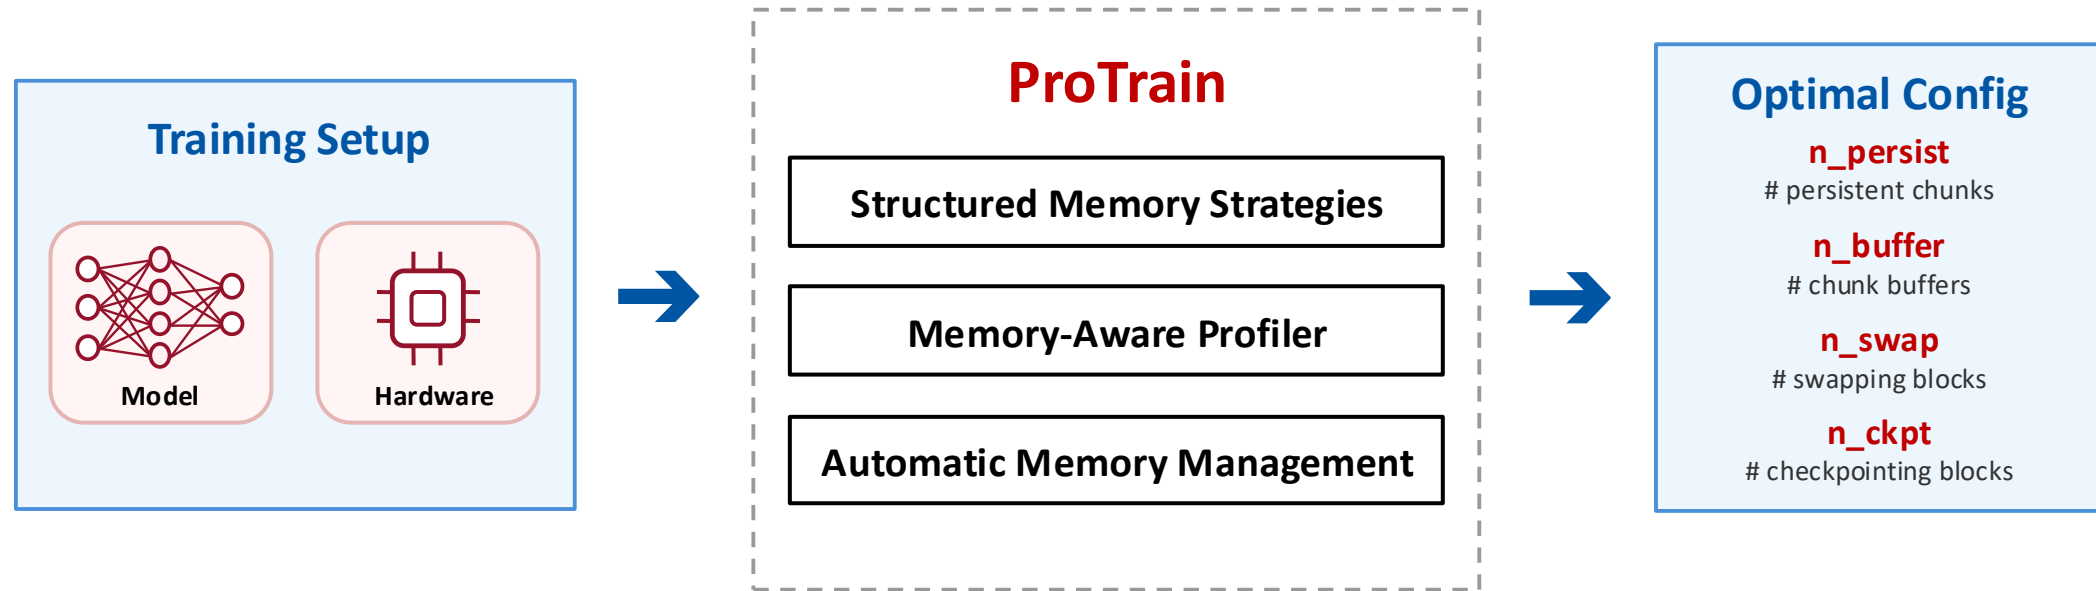 Training Setup
Model
Hardware
ProTrain
Structured Memory Strategies
Memory-Aware Profiler
Automatic Memory Management
Optimal Config
n_persist
# persistent chunks
n_buffer
# chunk buffers
n_swap
# swapping blocks
n_ckpt
# checkpointing blocks